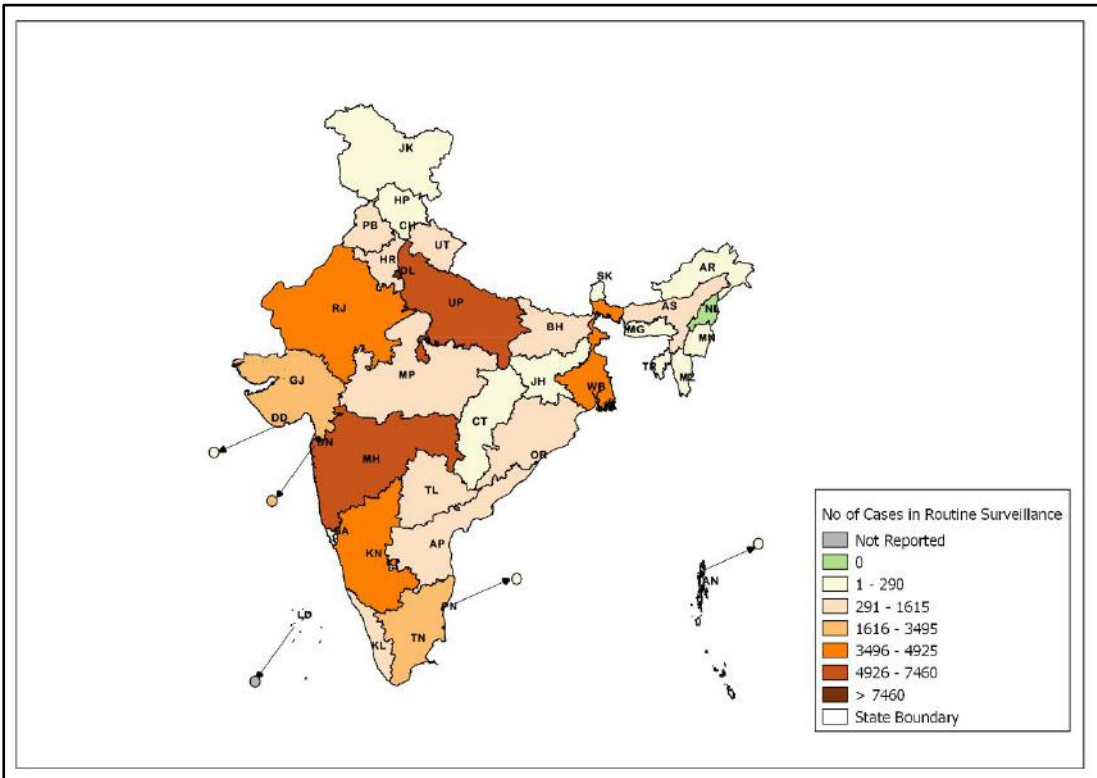 JK
HP
CH
PB
UT
HR
DL
SK
AR
RJ
UP
AS
NL
BH
MG
MN
TR
MZ
GJ
MP
JH
WB
DD
CT
DN
MH
OR
TL
GA
KN
AP
AN
PN
LD
TN
KL
No of Cases in Routine Surveillance
Not Reported
0
1 - 290
291 - 1615
1616 - 3495
3496 - 4925
4926 - 7460
> 7460
State Boundary